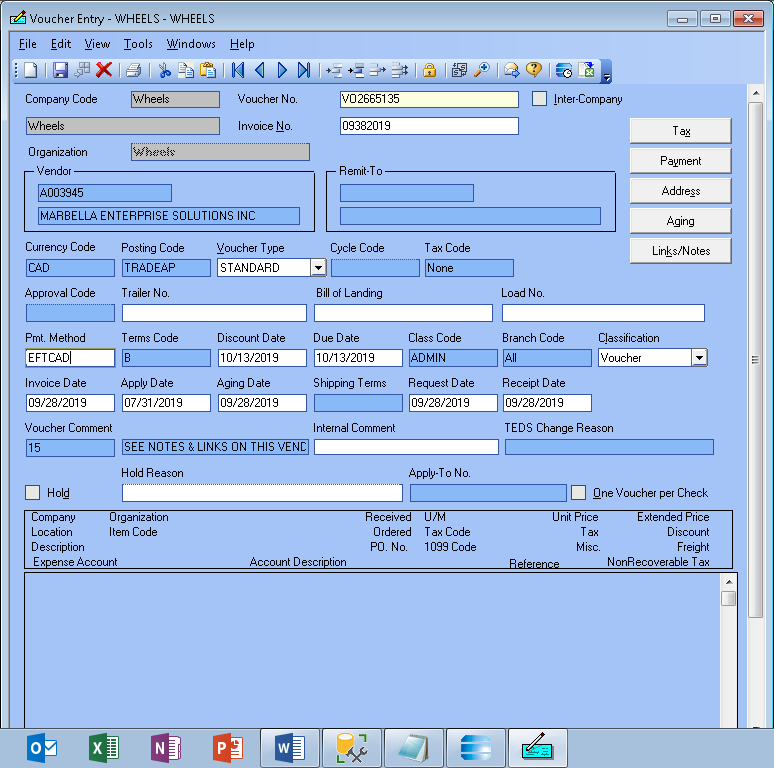 Voucher Entry - WHEELS - WHEELS
File Edit View Tools Windows Help
Company Code Wheels Voucher No. VO2665135 Inter-Company
Wheels Invoice No. 09382019
Tax
Organization Wheels
Payment
Vendor Remit-To
A003945 Address
MARBELLA ENTERPRISE SOLUTIONS INC Aging
Currency Code Posting Code Voucher Type Cycle Code Tax Code Links/Notes
CAD TRADEAP STANDARD None
Approval Code Trailer No. Bill of Landing Load No.
Pmt. Method Terms Code Discount Date Due Date Class Code Branch Code Classification
EFTCAD B 10/13/2019 10/13/2019 ADMIN All Voucher
Invoice Date Apply Date Aging Date Shipping Terms Request Date Receipt Date
09/28/2019 07/31/2019 09/28/2019 09/28/2019 09/28/2019
Voucher Comment Internal Comment TEDS Change Reason
15 SEE NOTES & LINKS ON THIS VEND
Hold Reason Apply-To No.
Hold One Voucher per Check
Company Organization Received U/M Unit Price Extended Price
Location Item Code Ordered Tax Code Tax Discount
Description PO. No. 1099 Code Misc. Freight
Expense Account Account Description Reference NonRecoverable Tax